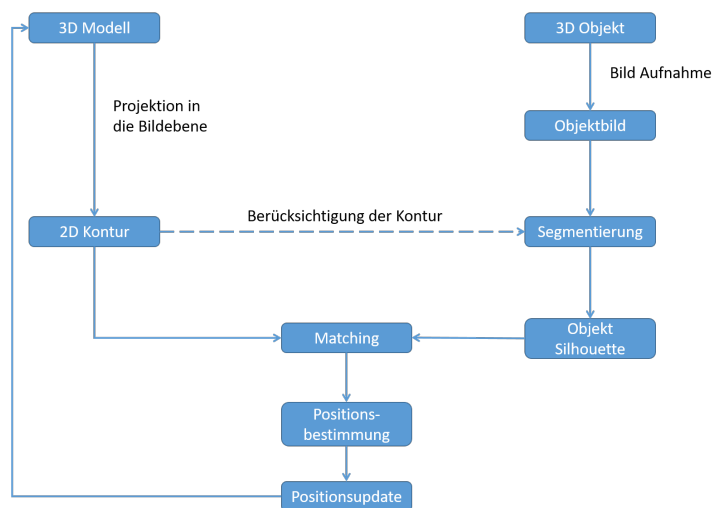 3D Modell
3D Objekt
Bild Aufnahme
Projektion in
die Bildebene
Objektbild
Berücksichtigung der Kontur
2D Kontur
Segmentierung
Matching
Objekt
Silhouette
Positions-
bestimmung
Positionsupdate